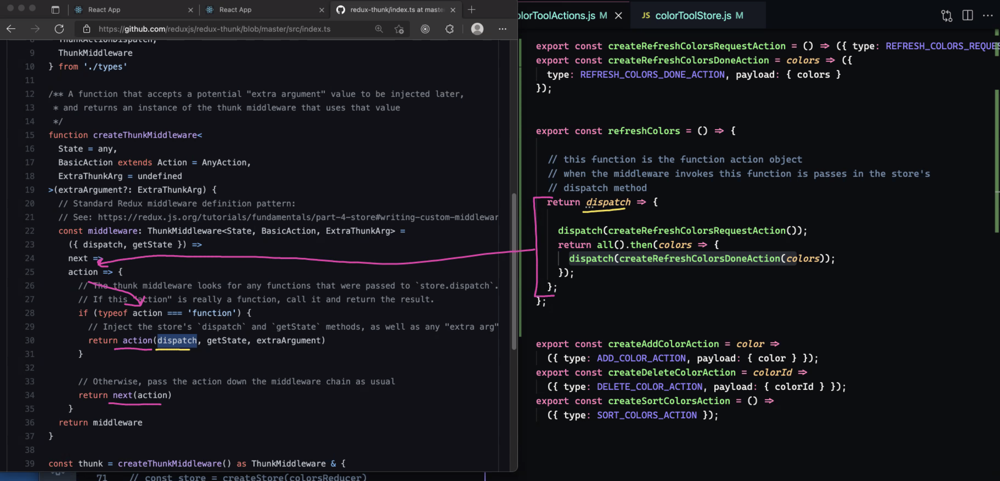 React App
React App
redux-thunk/index.ts at maste
https://github.com/reduxjs/redux-thunk/blob/master/src/index.ts
ThunkActionDispatch,
9 ThunkMiddleware
10 } from './types'
11
12 /** A function that accepts a potential "extra argument" value to be injected later,
13 * and returns an instance of the thunk middleware that uses that value
14 */
15 function createThunkMiddleware<
16 State = any,
17 BasicAction extends Action = AnyAction,
18 ExtraThunkArg = undefined
19 >(extraArgument?: ExtraThunkArg) {
20 // Standard Redux middleware definition pattern:
21 // See: https://redux.js.org/tutorials/fundamentals/part-4-store#writing-custom-middlewar
22 const middleware: ThunkMiddleware<State, BasicAction, ExtraThunkArg> =
23 ({ dispatch, getState }) =>
24 next =>
25 action => {
26 // The thunk middleware looks for any functions that were passed to `store.dispatch`.
27 // If this "action" is really a function, call it and return the result.
28 if (typeof action === 'function') {
29 // Inject the store's `dispatch` and `getState` methods, as well as any "extra arg"
30 return action(dispatch, getState, extraArgument)
31 }
32
33 // Otherwise, pass the action down the middleware chain as usual
34 return next(action)
35 }
36 return middleware
37 }
38
39 const thunk = createThunkMiddleware() as ThunkMiddleware & {
71 // const store = createStore(colorsReducer)
olorToolActions.js M
JS colorToolStore.js M
export const createRefreshColorsRequestAction = () => ({ type: REFRESH_COLORS_REQUES
export const createRefreshColorsDoneAction = colors => ({
type: REFRESH_COLORS_DONE_ACTION, payload: { colors }
});
export const refreshColors = () => {
// this function is the function action object
// when the middleware invokes this function is passes in the store's
// dispatch method
return dispatch => {
dispatch(createRefreshColorsRequestAction());
return all().then(colors => {
dispatch(createRefreshColorsDoneAction(colors));
});
};
};
export const createAddColorAction = color =>
({ type: ADD_COLOR_ACTION, payload: { color } });
export const createDeleteColorAction = colorId =>
({ type: DELETE_COLOR_ACTION, payload: { colorId } });
export const createSortColorsAction = () =>
({ type: SORT_COLORS_ACTION });